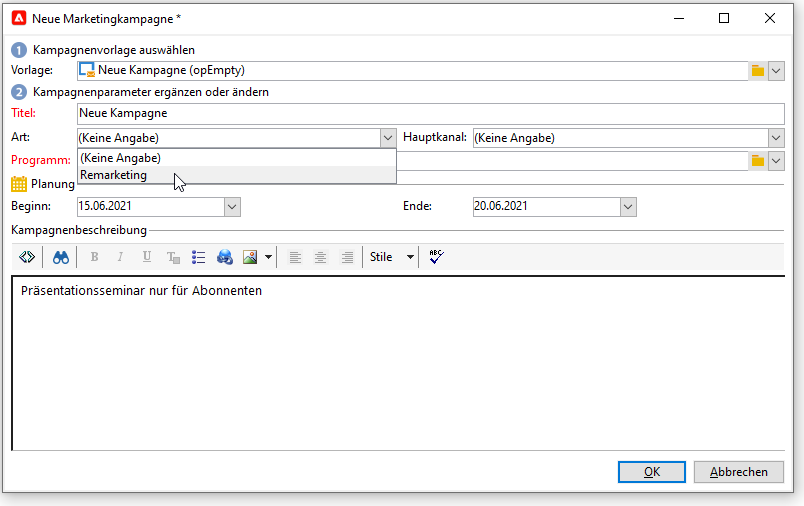 Neue Marketingkampagne *
1 Kampagnenvorlage auswählen
Vorlage: Neue Kampagne (opEmpty)
2 Kampagnenparameter ergänzen oder ändern
Titel: Neue Kampagne
Art: (Keine Angabe) Hauptkanal: (Keine Angabe)
(Keine Angabe)
Programm:
Remarketing
Planung
Beginn: 15.06.2021 Ende: 20.06.2021
Kampagnenbeschreibung
B I U T Stile ABC
Präsentationsseminar nur für Abonnenten
OK Abbrechen